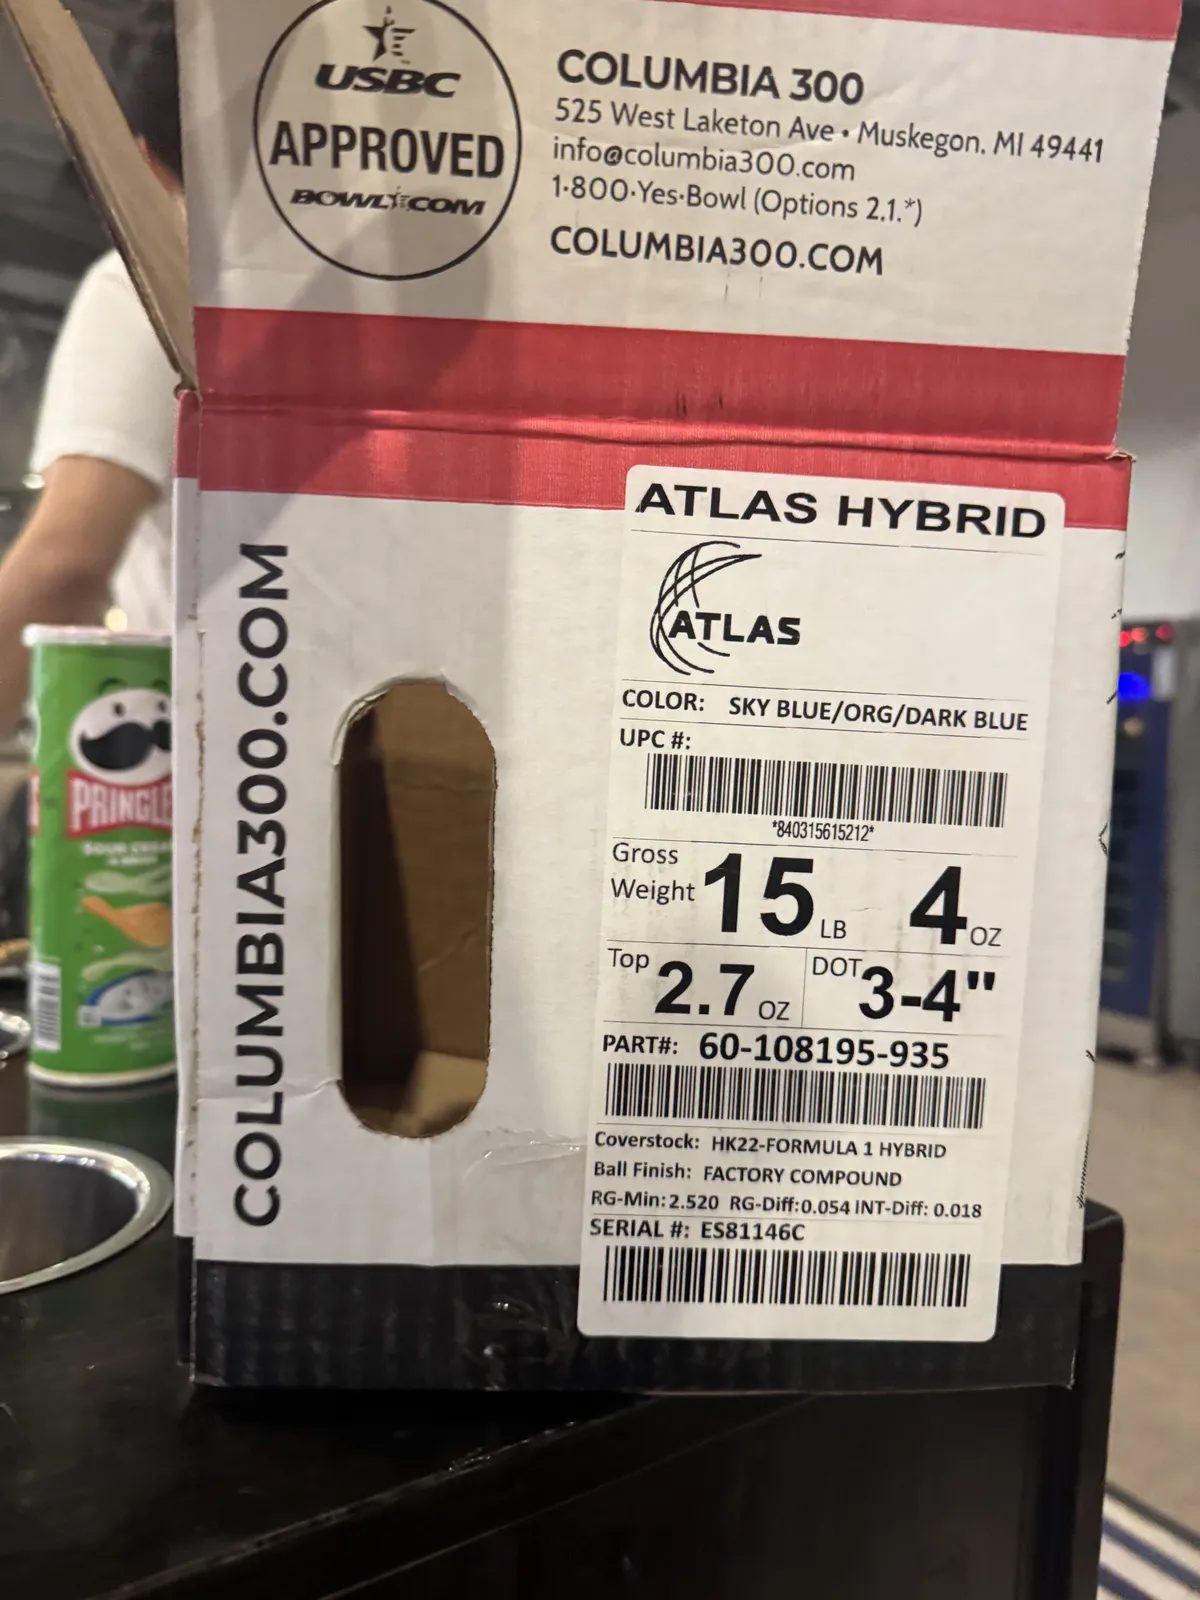 USBC
APPROVED
BOWL.COM
COLUMBIA 300
525 West Laketon Ave • Muskegon, MI 49441
info@columbia300.com
1•800•Yes•Bowl (Options 2,1,*)
COLUMBIA300.COM
COLUMBIA300.COM
ATLAS HYBRID
ATLAS
COLOR: SKY BLUE/ORG/DARK BLUE
UPC #:
*840315615212*
Gross Weight 15 LB 4 OZ
Top 2.7 OZ DOT 3-4"
PART#: 60-108195-935
Coverstock: HK22-FORMULA 1 HYBRID
Ball Finish: FACTORY COMPOUND
RG-Min: 2.520 RG-Diff: 0.054 INT-Diff: 0.018
SERIAL #: ES81146C
PRINGLE
SOUR CREAM